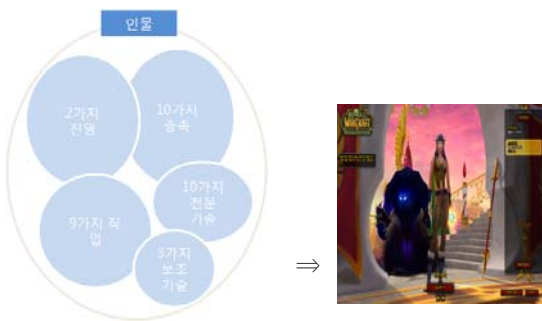 인물
2가지
진영
10가지
종족
10가지
전문
기술
9가지 직
업
3가지
보조
기술
⇒
WARCRAFT